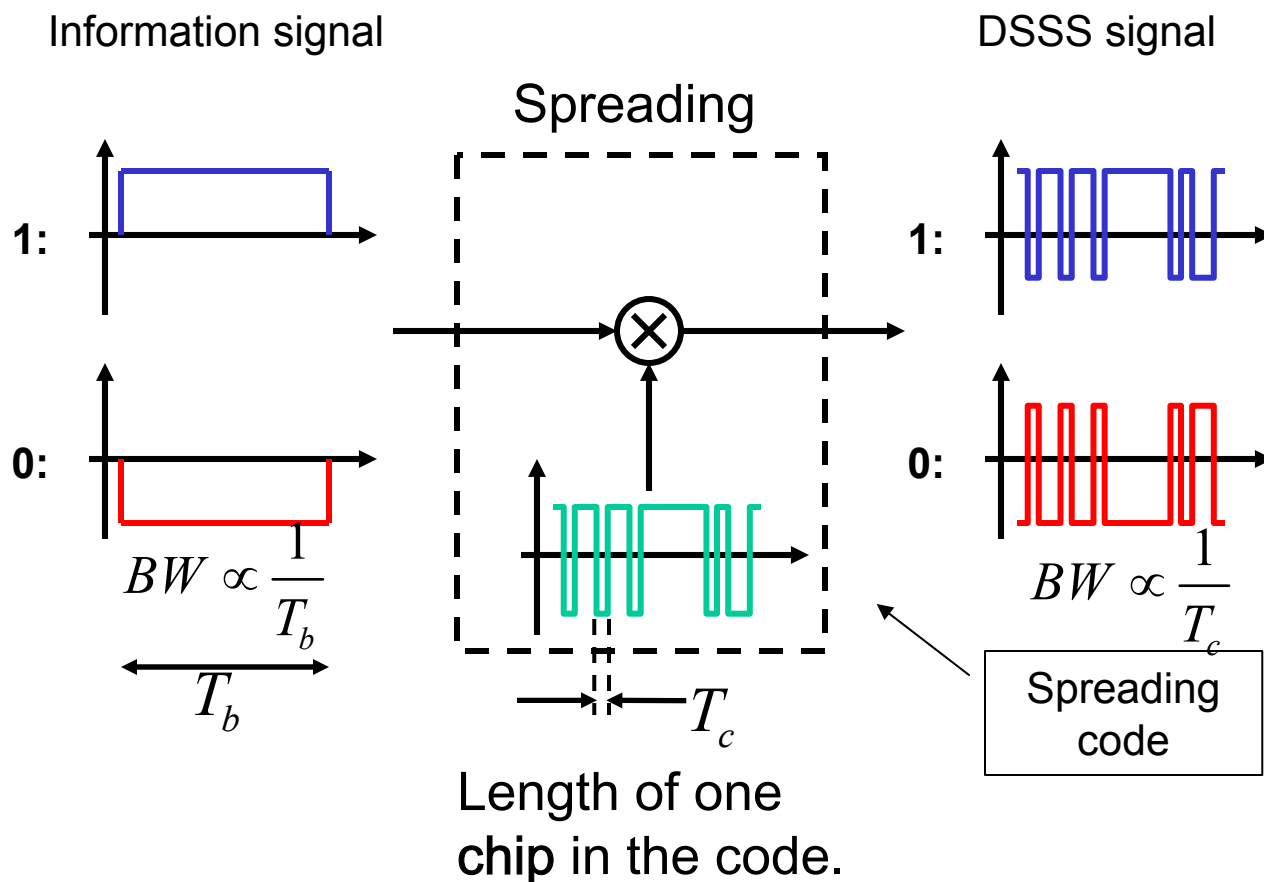 Information signal
DSSS signal
Spreading
1:
1:
0:
0:
BW ∝ 1/T_b
BW ∝ 1/T_c
T_b
T_c
Spreading
code
Length of one
chip in the code.